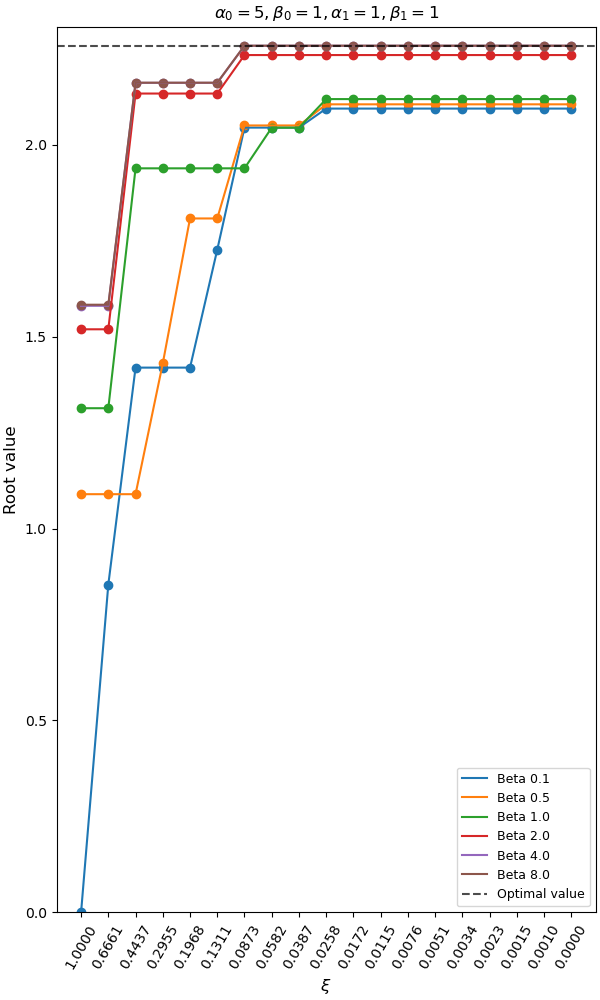 α₀ = 5, β₀ = 1, α₁ = 1, β₁ = 1
Root value
2.0
1.5
1.0
0.5
0.0
Beta 0.1
Beta 0.5
Beta 1.0
Beta 2.0
Beta 4.0
Beta 8.0
Optimal value
1.0000
0.6661
0.4437
0.2955
0.1968
0.1311
0.0873
0.0582
0.0387
0.0258
0.0172
0.0115
0.0076
0.0051
0.0034
0.0023
0.0015
0.0010
0.0000
ξ